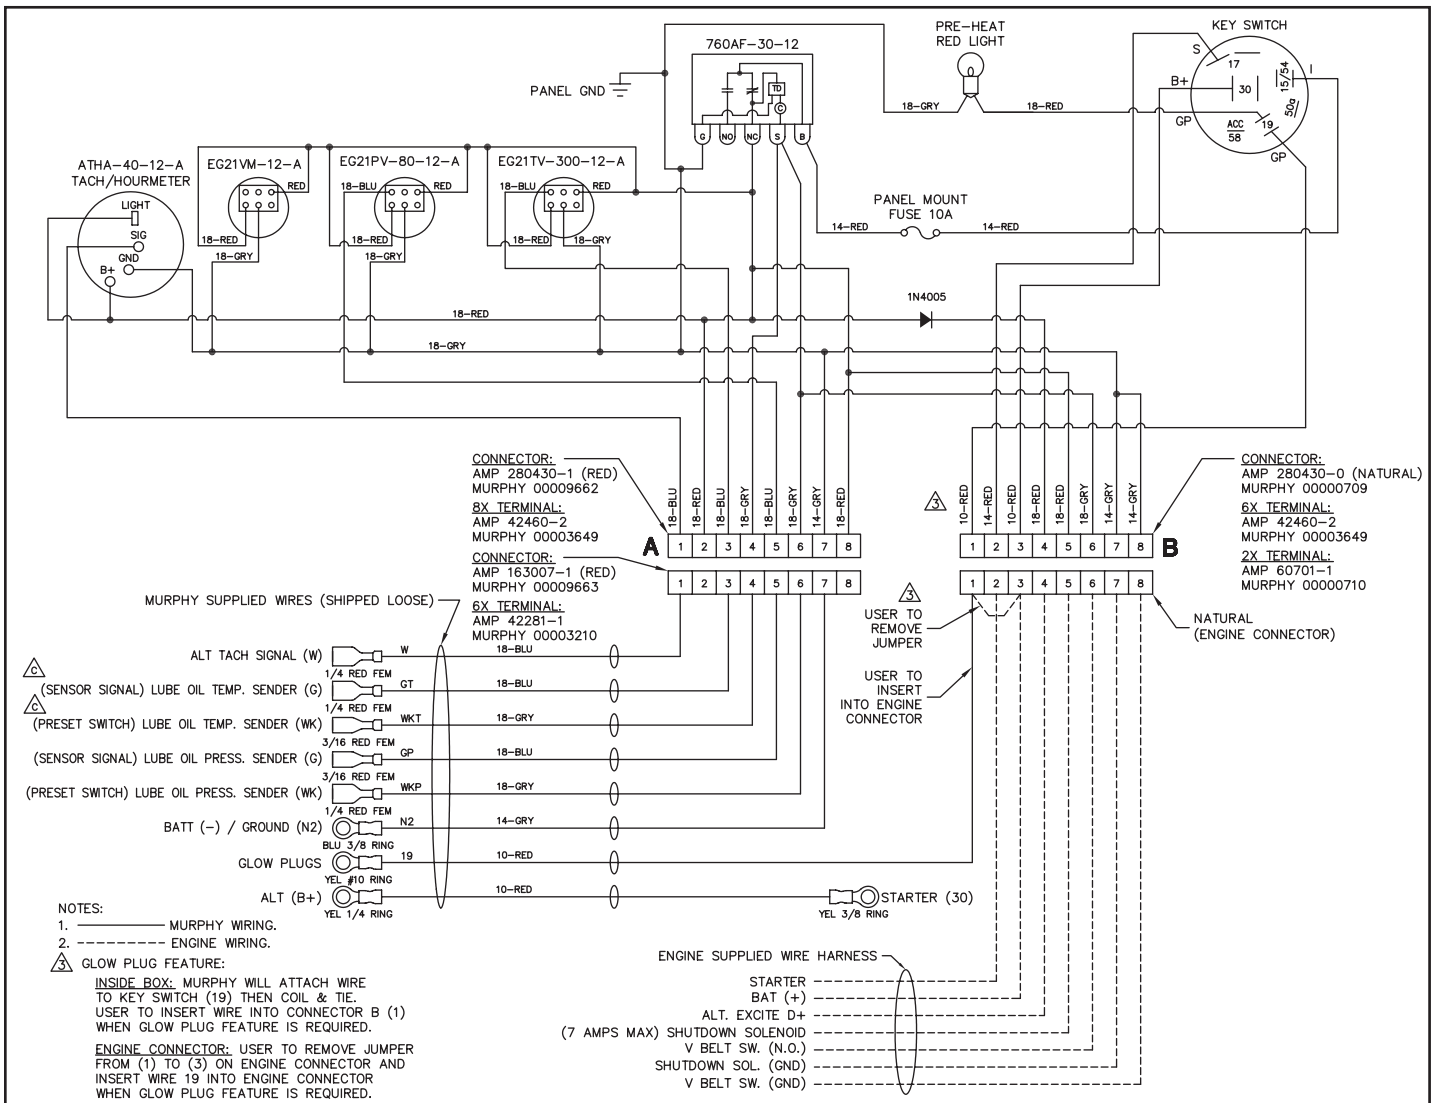 PRE-HEAT
RED LIGHT
KEY SWITCH
760AF-30-12
PANEL GND
S
17
B+
30
15/54
I
50a
19
ACC
58
GP
GP
18-GRY
18-RED
TD
C
G
NO
NC
S
B
ATHA-40-12-A
TACH/HOURMETER
EG21VM-12-A
EG21PV-80-12-A
EG21TV-300-12-A
RED
18-BLU
RED
18-BLU
RED
LIGHT
SIG
GND
B+
18-RED
18-GRY
18-RED
18-GRY
18-RED
18-GRY
PANEL MOUNT
FUSE 10A
14-RED
14-RED
1N4005
18-RED
18-GRY
CONNECTOR:
AMP 280430-1 (RED)
MURPHY 00009662
8X TERMINAL:
AMP 42460-2
MURPHY 00003649
CONNECTOR:
AMP 163007-1 (RED)
MURPHY 00009663
6X TERMINAL:
AMP 42281-1
MURPHY 00003210
18-BLU
18-RED
18-BLU
18-GRY
18-BLU
18-GRY
14-GRY
18-RED
A
1 2 3 4 5 6 7 8
1 2 3 4 5 6 7 8
3
10-RED
14-RED
10-RED
18-RED
18-RED
18-GRY
14-GRY
14-GRY
1 2 3 4 5 6 7 8
B
1 2 3 4 5 6 7 8
CONNECTOR:
AMP 280430-0 (NATURAL)
MURPHY 00000709
6X TERMINAL:
AMP 42460-2
MURPHY 00003649
2X TERMINAL:
AMP 60701-1
MURPHY 00000710
NATURAL
(ENGINE CONNECTOR)
3
USER TO
REMOVE
JUMPER
USER TO
INSERT
INTO ENGINE
CONNECTOR
MURPHY SUPPLIED WIRES (SHIPPED LOOSE)
ALT TACH SIGNAL (W)
W
18-BLU
1/4 RED FEM
C
(SENSOR SIGNAL) LUBE OIL TEMP. SENDER (G)
GT
18-BLU
1/4 RED FEM
C
(PRESET SWITCH) LUBE OIL TEMP. SENDER (WK)
WKT
18-GRY
3/16 RED FEM
(SENSOR SIGNAL) LUBE OIL PRESS. SENDER (G)
GP
18-BLU
3/16 RED FEM
(PRESET SWITCH) LUBE OIL PRESS. SENDER (WK)
WKP
18-GRY
1/4 RED FEM
BATT (-) / GROUND (N2)
N2
14-GRY
BLU 3/8 RING
GLOW PLUGS
19
10-RED
YEL #10 RING
ALT (B+)
10-RED
YEL 1/4 RING
STARTER (30)
YEL 3/8 RING
NOTES:
1. MURPHY WIRING.
2. ENGINE WIRING.
3 GLOW PLUG FEATURE:
INSIDE BOX: MURPHY WILL ATTACH WIRE
TO KEY SWITCH (19) THEN COIL & TIE.
USER TO INSERT WIRE INTO CONNECTOR B (1)
WHEN GLOW PLUG FEATURE IS REQUIRED.
ENGINE CONNECTOR: USER TO REMOVE JUMPER
FROM (1) TO (3) ON ENGINE CONNECTOR AND
INSERT WIRE 19 INTO ENGINE CONNECTOR
WHEN GLOW PLUG FEATURE IS REQUIRED.
ENGINE SUPPLIED WIRE HARNESS
STARTER
BAT (+)
ALT. EXCITE D+
(7 AMPS MAX) SHUTDOWN SOLENOID
V BELT SW. (N.O.)
SHUTDOWN SOL. (GND)
V BELT SW. (GND)